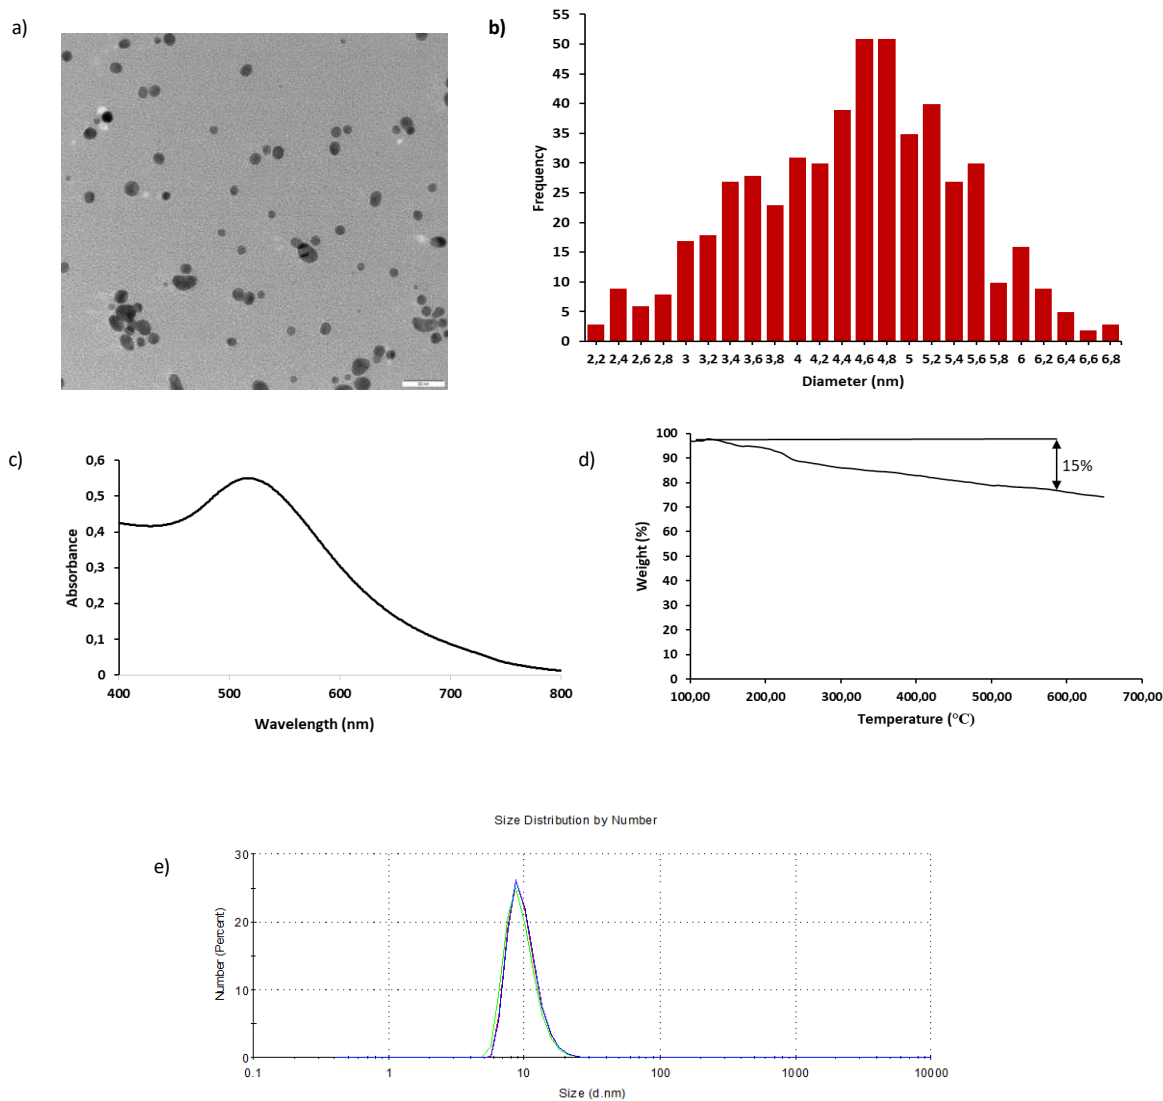 a)
b)
55
50
45
40
35
30
25
20
15
10
5
0
Frequency
2,2 2,4 2,6 2,8 3 3,2 3,4 3,6 3,8 4 4,2 4,4 4,6 4,8 5 5,2 5,4 5,6 5,8 6 6,2 6,4 6,6 6,8
Diameter (nm)
c)
0,6
0,5
0,4
0,3
0,2
0,1
0
Absorbance
400 500 600 700 800
Wavelength (nm)
d)
100
90
80
70
60
50
40
30
20
10
0
Weight (%)
15%
100,00 200,00 300,00 400,00 500,00 600,00 700,00
Temperature (°C)
Size Distribution by Number
e)
30
20
10
0
Number (Percent)
0.1 1 10 100 1000 10000
Size (d.nm)